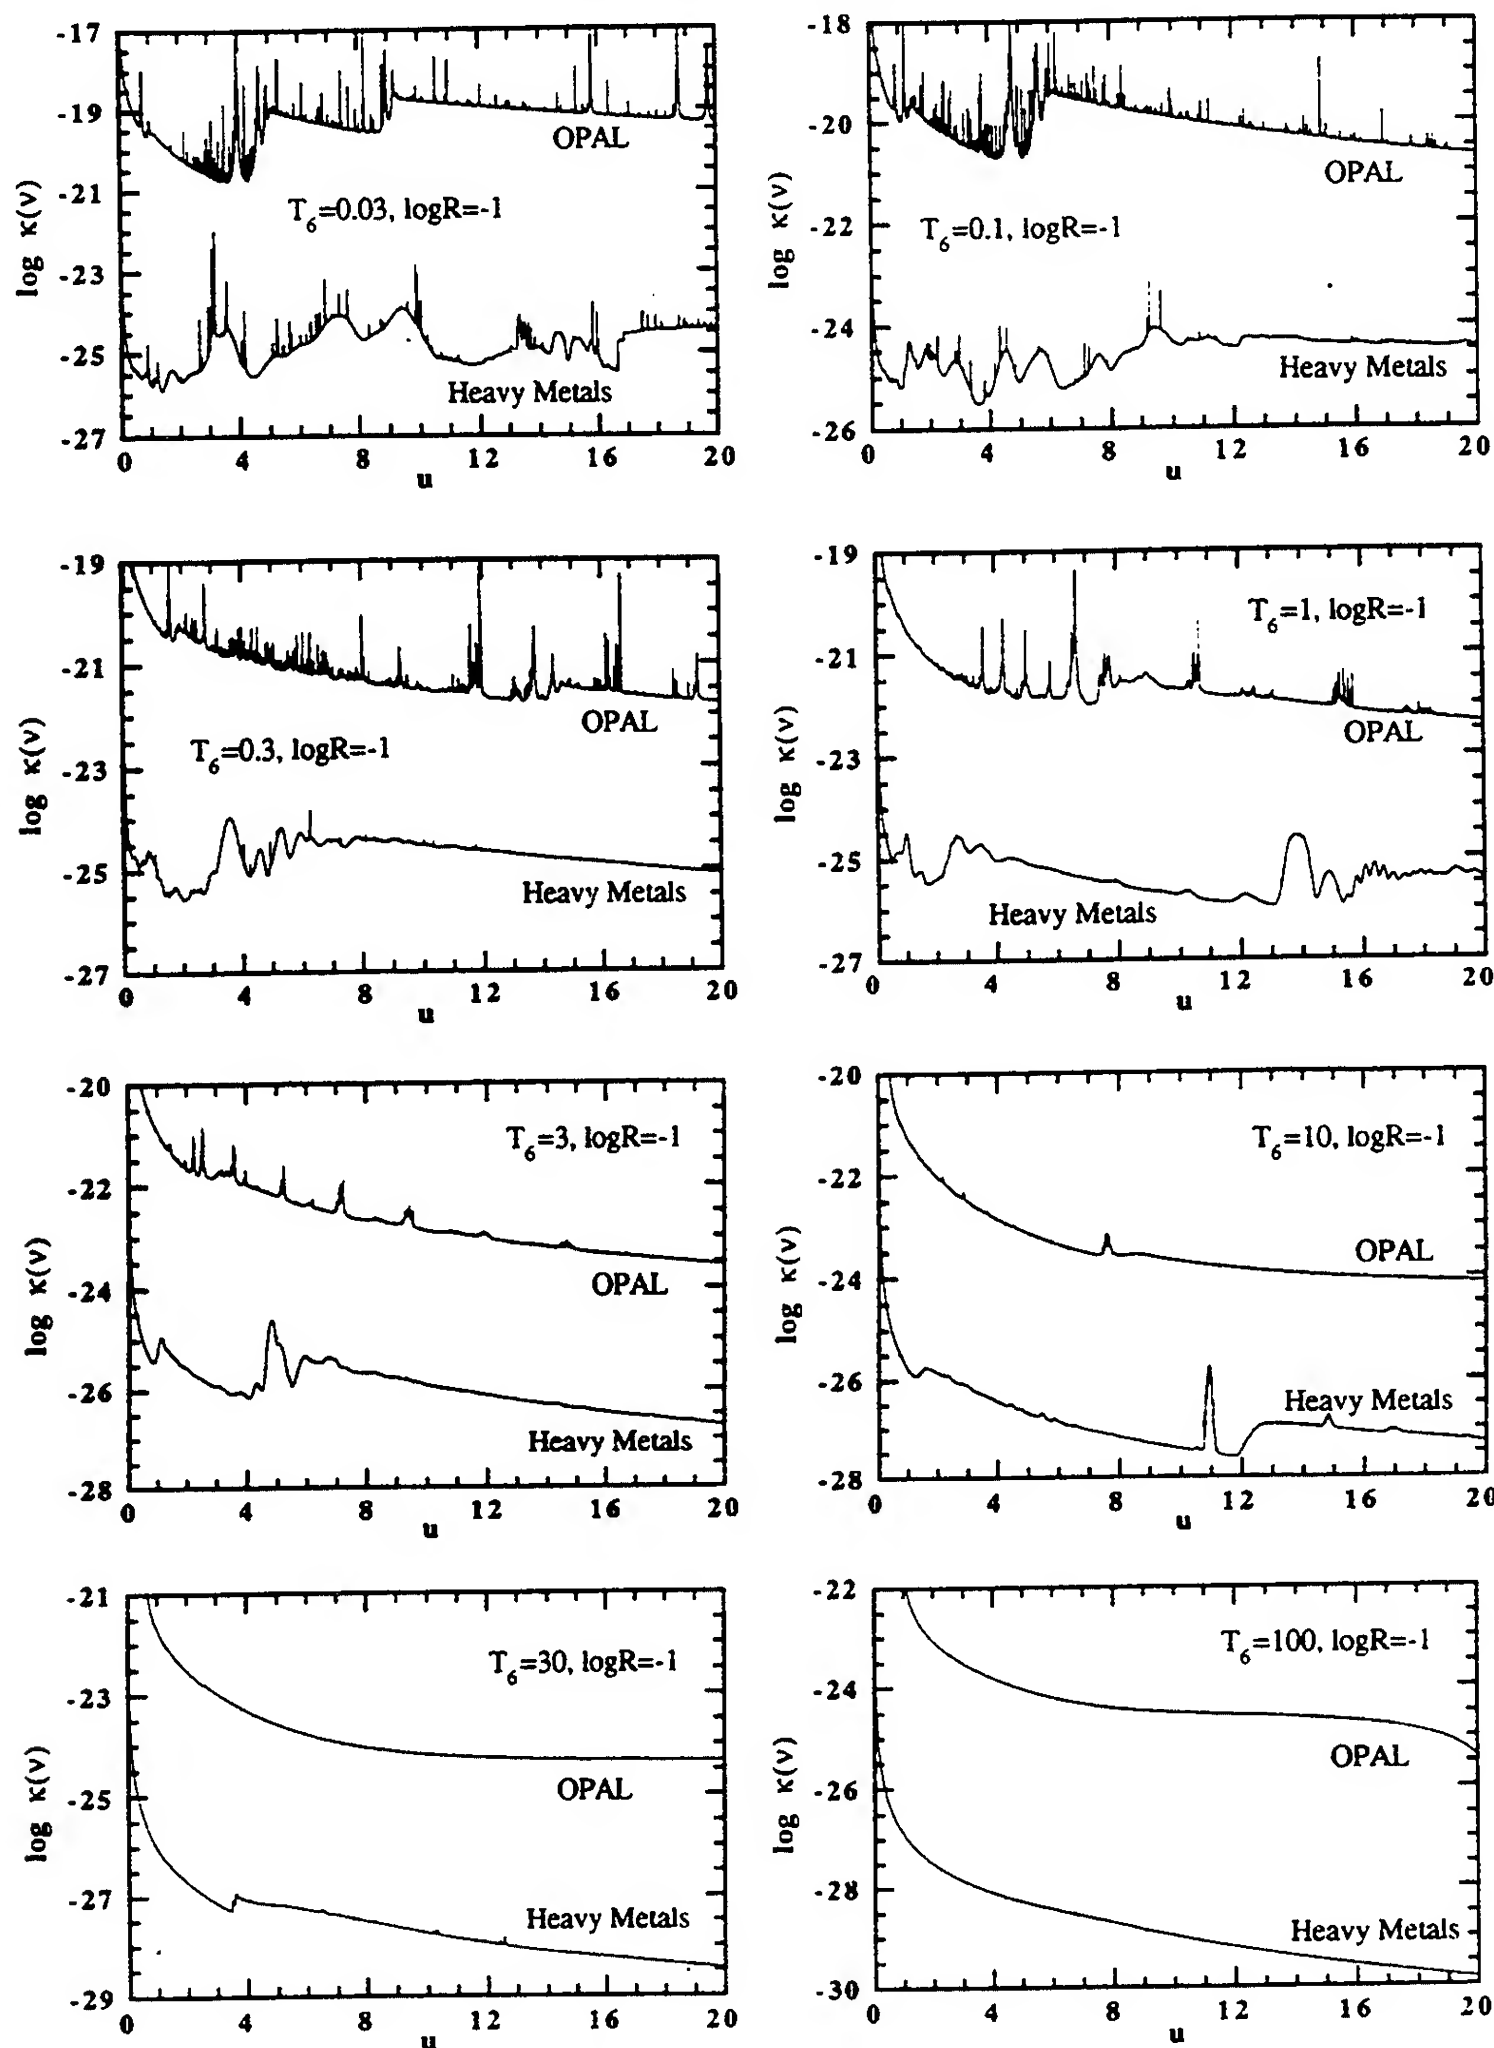 -17
-19
-21
-23
-25
-27
log κ(ν)
OPAL
T6=0.03, logR=-1
Heavy Metals
0 4 8 12 16 20
u
-18
-20
-22
-24
-26
log κ(ν)
OPAL
T6=0.1, logR=-1
Heavy Metals
0 4 8 12 16 20
u
-19
-21
-23
-25
-27
log κ(ν)
OPAL
T6=0.3, logR=-1
Heavy Metals
0 4 8 12 16 20
u
-19
-21
-23
-25
-27
log κ(ν)
T6=1, logR=-1
OPAL
Heavy Metals
0 4 8 12 16 20
u
-20
-22
-24
-26
-28
log κ(ν)
T6=3, logR=-1
OPAL
Heavy Metals
0 4 8 12 16 20
u
-20
-22
-24
-26
-28
log κ(ν)
T6=10, logR=-1
OPAL
Heavy Metals
0 4 8 12 16 20
u
-21
-23
-25
-27
-29
log κ(ν)
T6=30, logR=-1
OPAL
Heavy Metals
0 4 8 12 16 20
u
-22
-24
-26
-28
-30
log κ(ν)
T6=100, logR=-1
OPAL
Heavy Metals
0 4 8 12 16 20
u